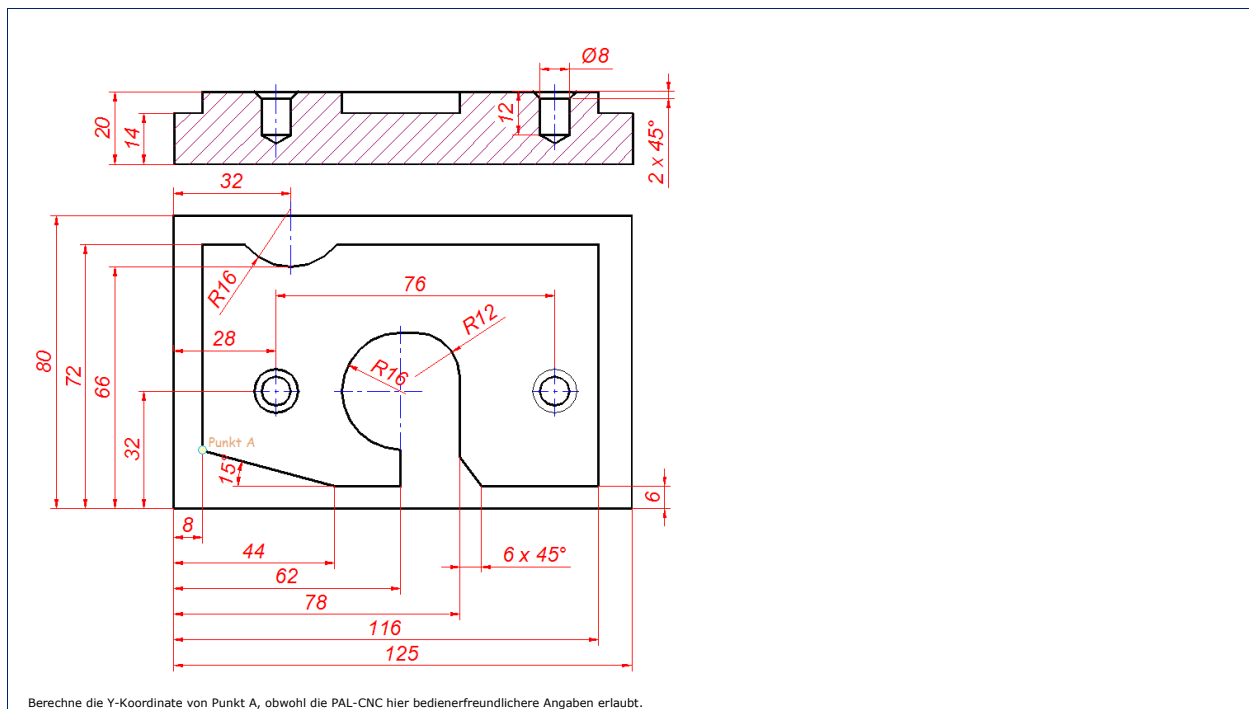 Ø8
20
14
12
2 x 45°
32
R16
76
R12
28
R16
80
72
66
32
Punkt A
15°
6
8
44
6 x 45°
62
78
116
125
Berechne die Y-Koordinate von Punkt A, obwohl die PAL-CNC hier bedienerfreundlichere Angaben erlaubt.